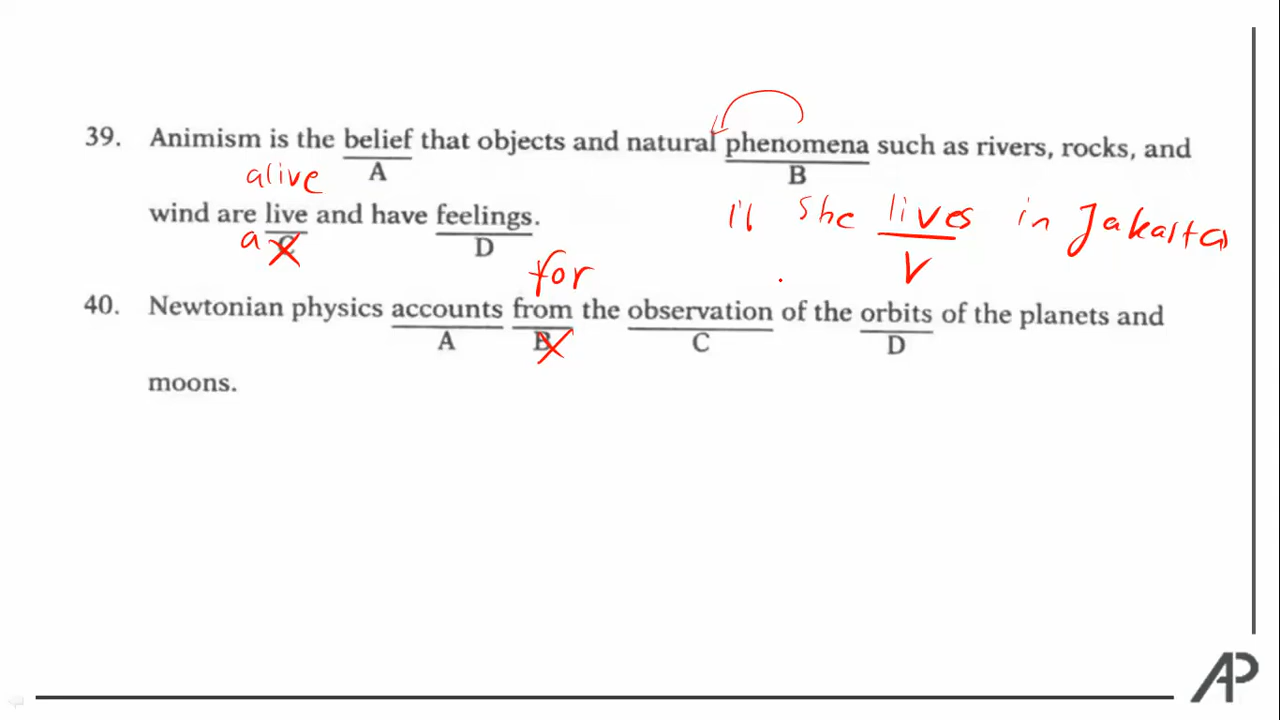 39. Animism is the belief that objects and natural phenomena such as rivers, rocks, and
alive A B
wind are live and have feelings.
she lives in Jakarta
a C D
V
for
40. Newtonian physics accounts from the observation of the orbits of the planets and
A B C D
moons.
AP